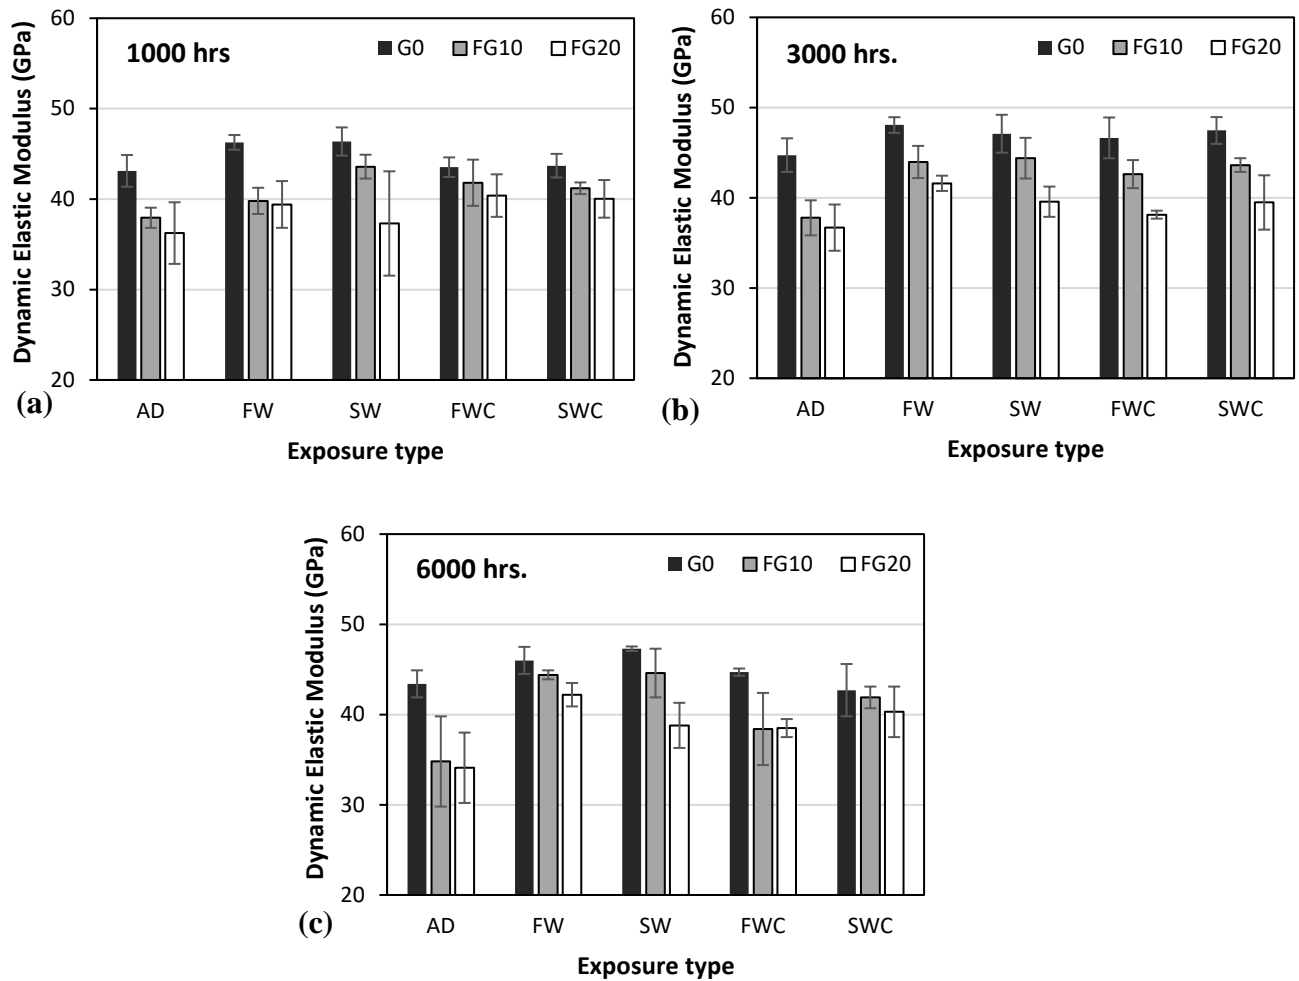 Dynamic Elastic Modulus (GPa)
60
50
40
30
20
1000 hrs
G0 FG10 FG20
AD FW SW FWC SWC
Exposure type
(a)
Dynamic Elastic Modulus (GPa)
60
50
40
30
20
3000 hrs.
G0 FG10 FG20
AD FW SW FWC SWC
Exposure type
(b)
Dynamic Elastic Modulus (GPa)
60
50
40
30
20
6000 hrs.
G0 FG10 FG20
AD FW SW FWC SWC
Exposure type
(c)